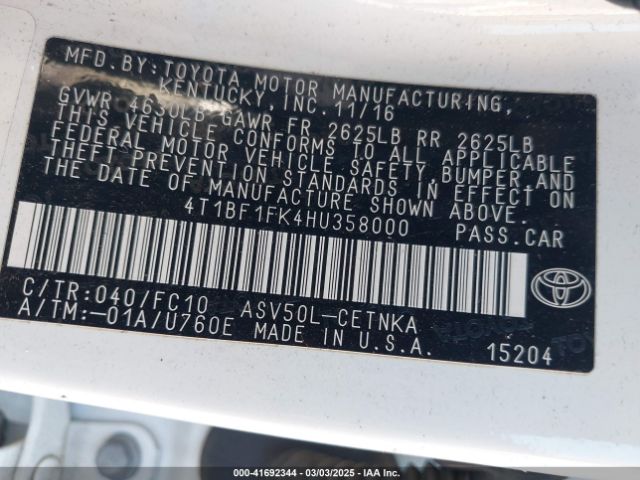 MFD. BY: TOYOTA MOTOR MANUFACTURING,
KENTUCKY, INC. 11/16
GVWR 4630LB GAWR FR 2625LB RR 2625LB
THIS VEHICLE CONFORMS TO ALL APPLICABLE
FEDERAL MOTOR VEHICLE SAFETY, BUMPER, AND
THEFT PREVENTION STANDARDS IN EFFECT ON
THE DATE OF MANUFACTURE SHOWN ABOVE.
4T1BF1FK4HU358000 PASS.CAR
C/TR:040/FC10 ASV50L-CETNKA
A/TM:-01A/U760E MADE IN U.S.A. 15204
000-41692344 | 03/03/2025 | IAA Inc.